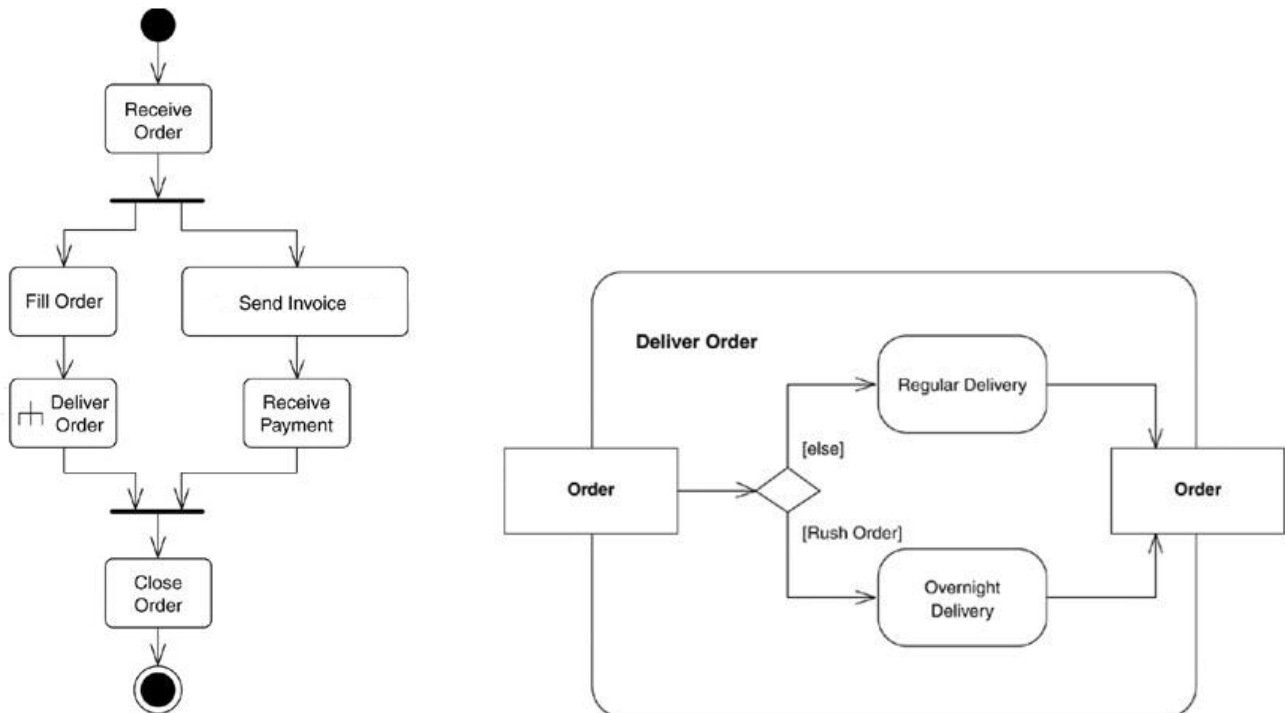 Receive
Order
Fill Order
Send Invoice
Deliver
Order
Receive
Payment
Close
Order
Deliver Order
Regular Delivery
[else]
Order
Order
[Rush Order]
Overnight
Delivery